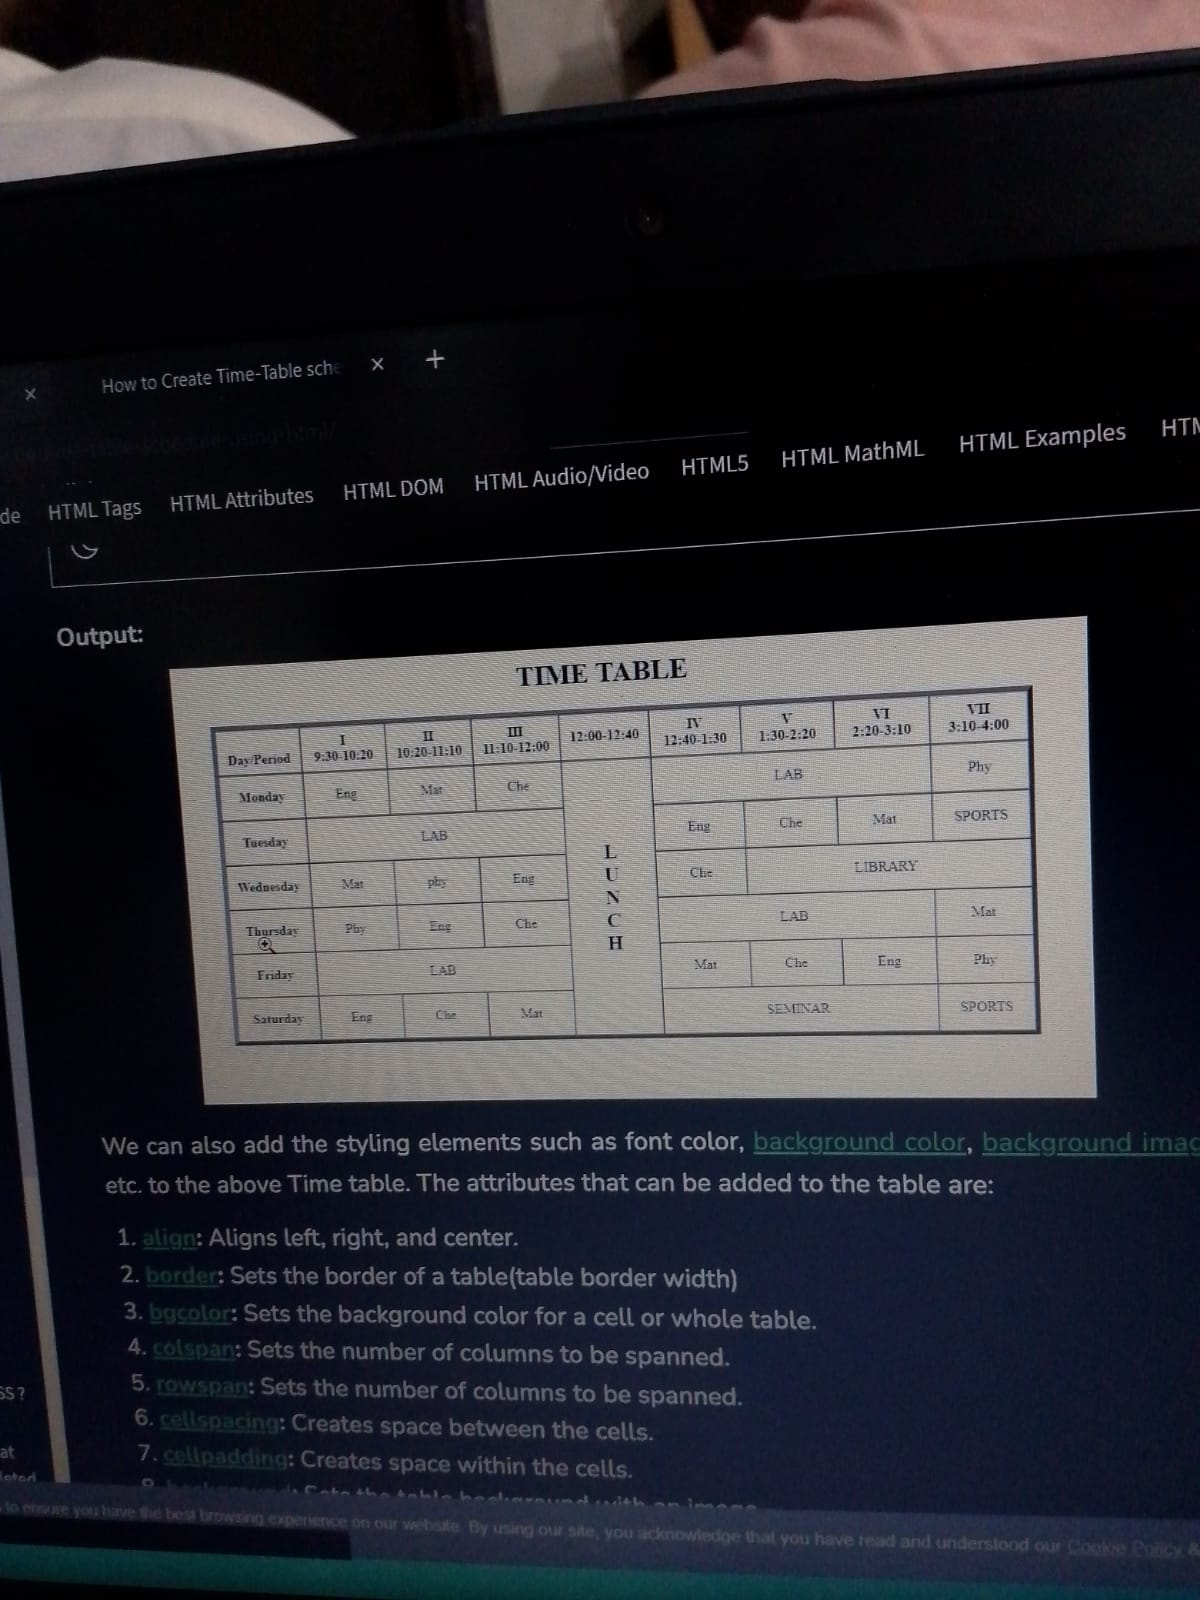 How to Create Time-Table sche
de HTML Tags HTML Attributes HTML DOM HTML Audio/Video HTML5 HTML MathML HTML Examples HTM
Output:
TIME TABLE
Day/Period I 9:30-10:20 II 10:20-11:10 III 11:10-12:00 12:00-12:40 IV 12:40-1:30 V 1:30-2:20 VI 2:20-3:10 VII 3:10-4:00
Monday Eng Mat Che LUNCH LAB Phy
Tuesday LAB Eng Che Mat SPORTS
Wednesday Mat phy Eng Che LIBRARY
Thursday Phy Eng Che LAB Mat
Friday LAB Mat Che Eng Phy
Saturday Eng Che Mat SEMINAR SPORTS
We can also add the styling elements such as font color, background color, background imag
etc. to the above Time table. The attributes that can be added to the table are:
1. align: Aligns left, right, and center.
2. border: Sets the border of a table(table border width)
3. bgcolor: Sets the background color for a cell or whole table.
4. colspan: Sets the number of columns to be spanned.
5. rowspan: Sets the number of columns to be spanned.
6. cellspacing: Creates space between the cells.
7. cellpadding: Creates space within the cells.
SS?
at
to ensure you have the best browsing experience on our website. By using our site, you acknowledge that you have read and understood our Cookie Policy &